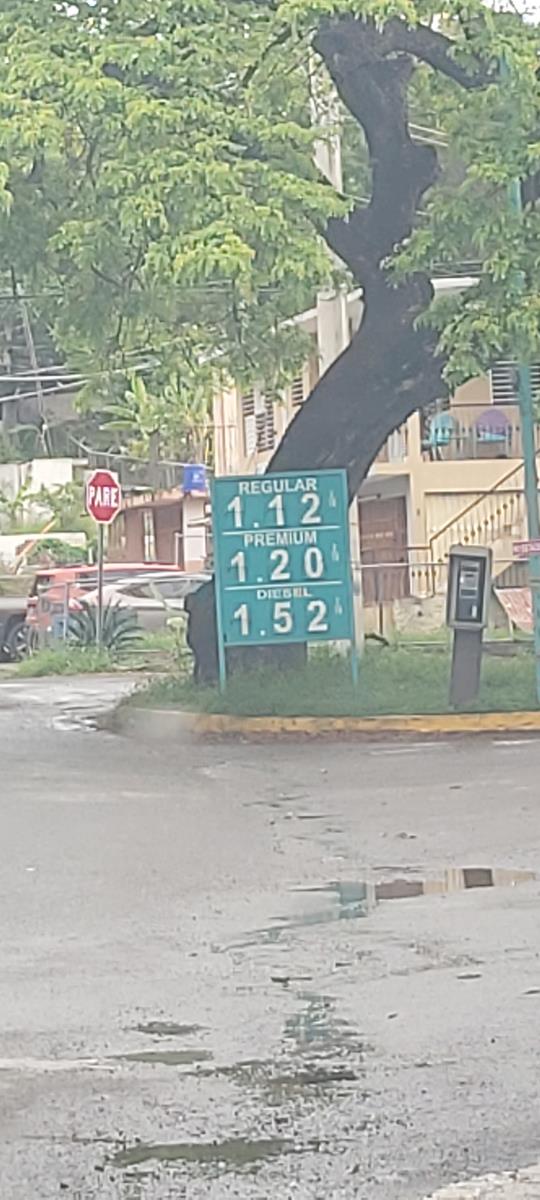 PARE
REGULAR
1.12
PREMIUM
1.20
DIESEL
1.52